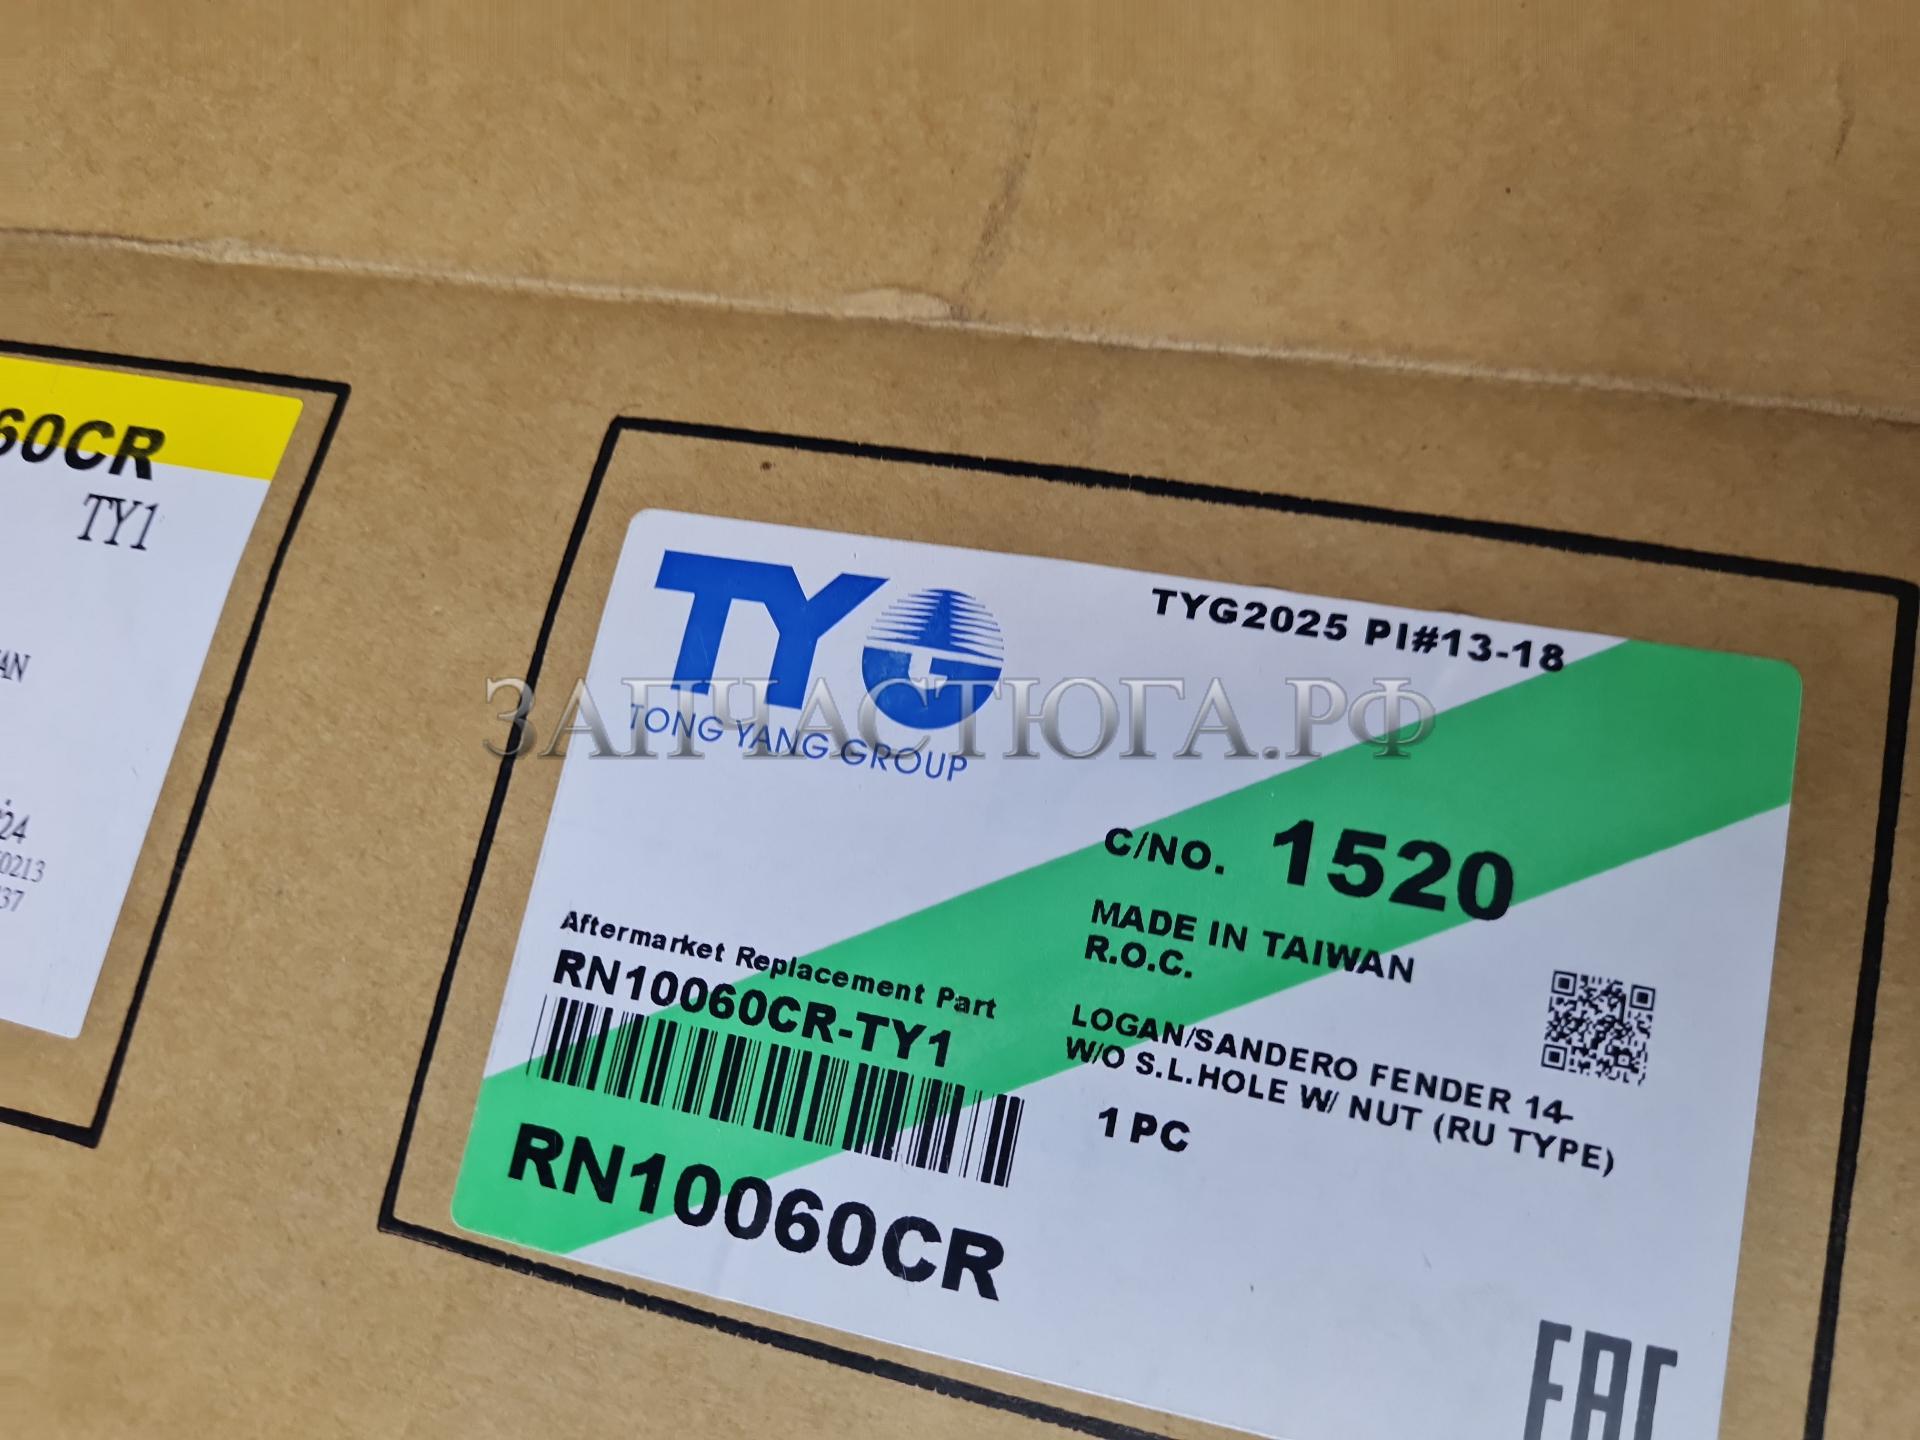 60CR
TY1
TYG
TONG YANG GROUP
TYG2025 PI#13-18
ЗАПЧАСТЮГА.РФ
C/NO. 1520
MADE IN TAIWAN
R.O.C.
Aftermarket Replacement Part
RN10060CR-TY1
LOGAN/SANDERO FENDER 14-
W/O S.L.HOLE W/ NUT (RU TYPE)
1 PC
RN10060CR
EAC
24
0213
37